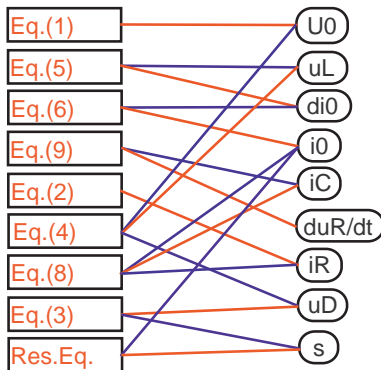 Eq.(1) U0
Eq.(5) uL
Eq.(6) di0
Eq.(9) i0
Eq.(2) iC
Eq.(4) duR/dt
Eq.(8) iR
Eq.(3) uD
Res.Eq. s